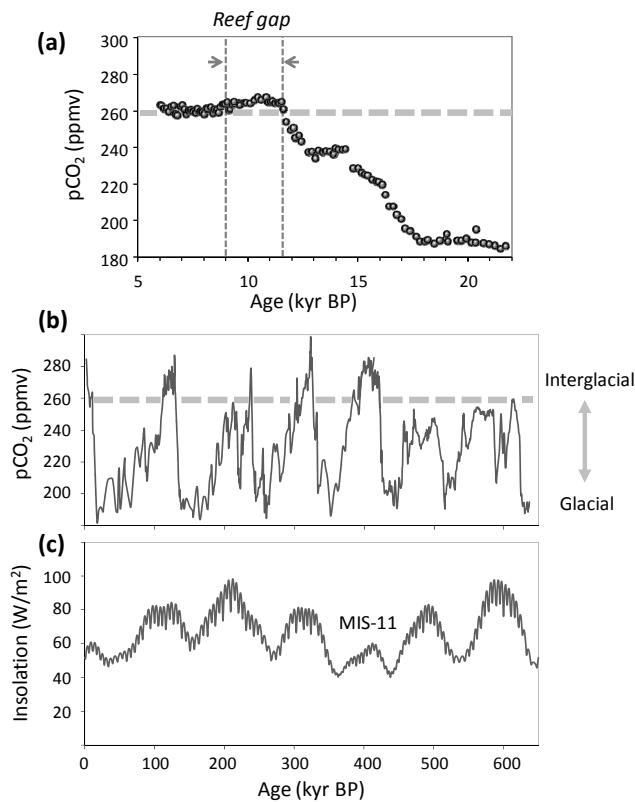 Reef gap
(a)
300
280
260
240
220
200
180
pCO₂ (ppmv)
5
10
15
20
Age (kyr BP)
(b)
280
260
240
220
200
pCO₂ (ppmv)
Interglacial
Glacial
(c)
100
80
60
40
20
0
Insolation (W/m²)
MIS-11
0
100
200
300
400
500
600
Age (kyr BP)